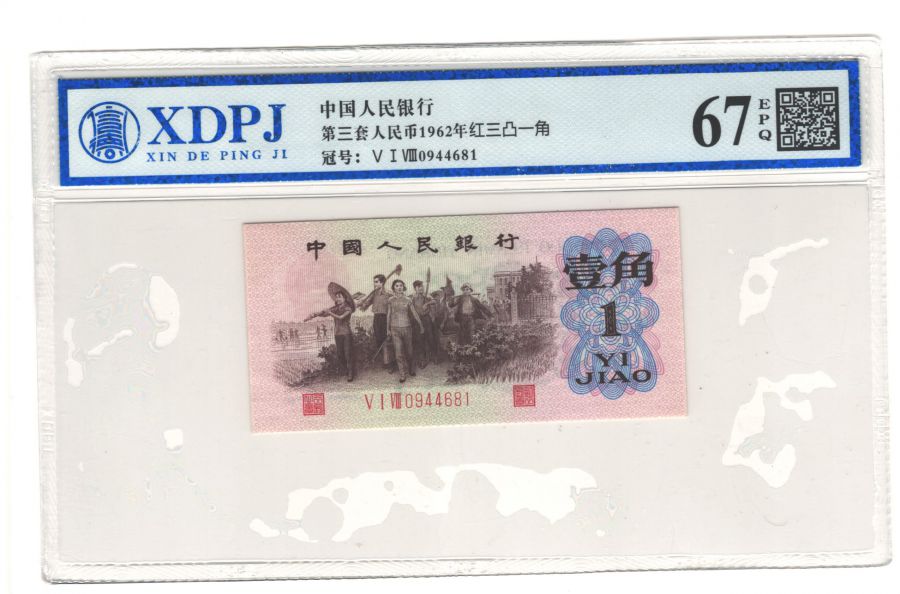 XDPJ
XIN DE PING JI
中国人民银行
第三套人民币1962年红三凸一角
冠号：ⅤⅠⅧ0944681
67
EPQ
中國人民銀行
壹角
1
YI
JIAO
ⅤⅠⅧ0944681